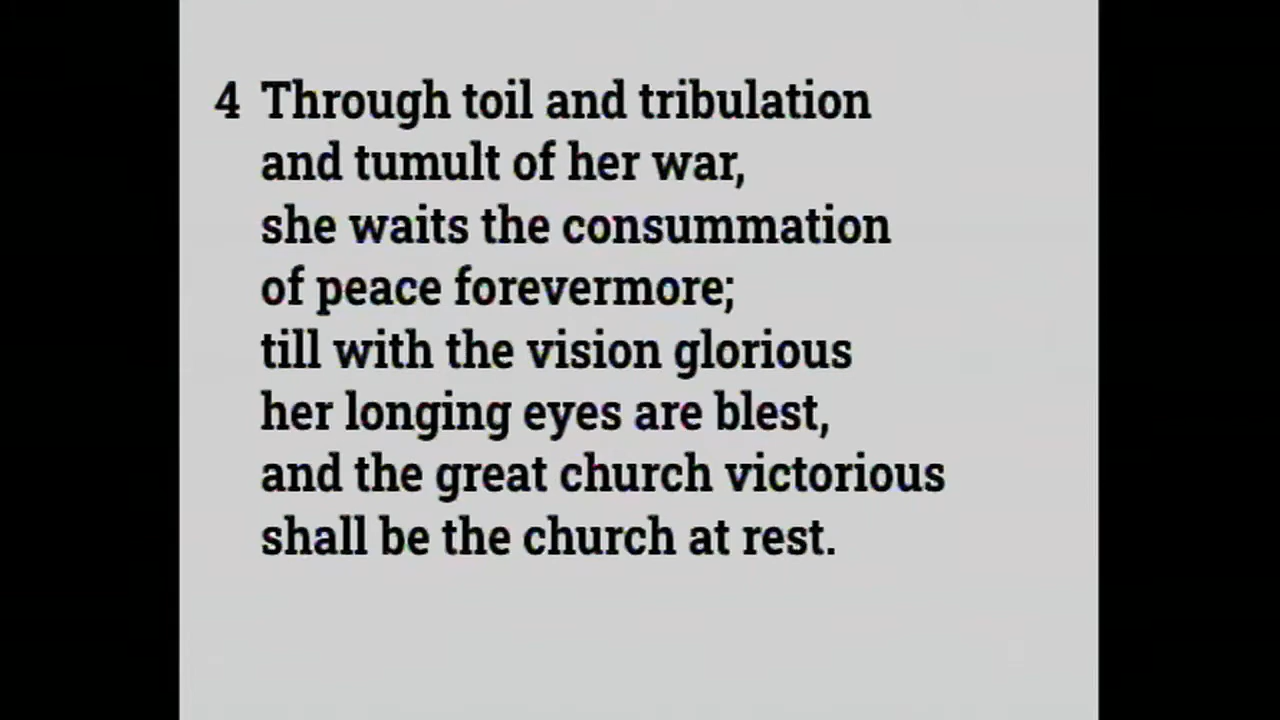 4 Through toil and tribulation
and tumult of her war,
she waits the consummation
of peace forevermore;
till with the vision glorious
her longing eyes are blest,
and the great church victorious
shall be the church at rest.